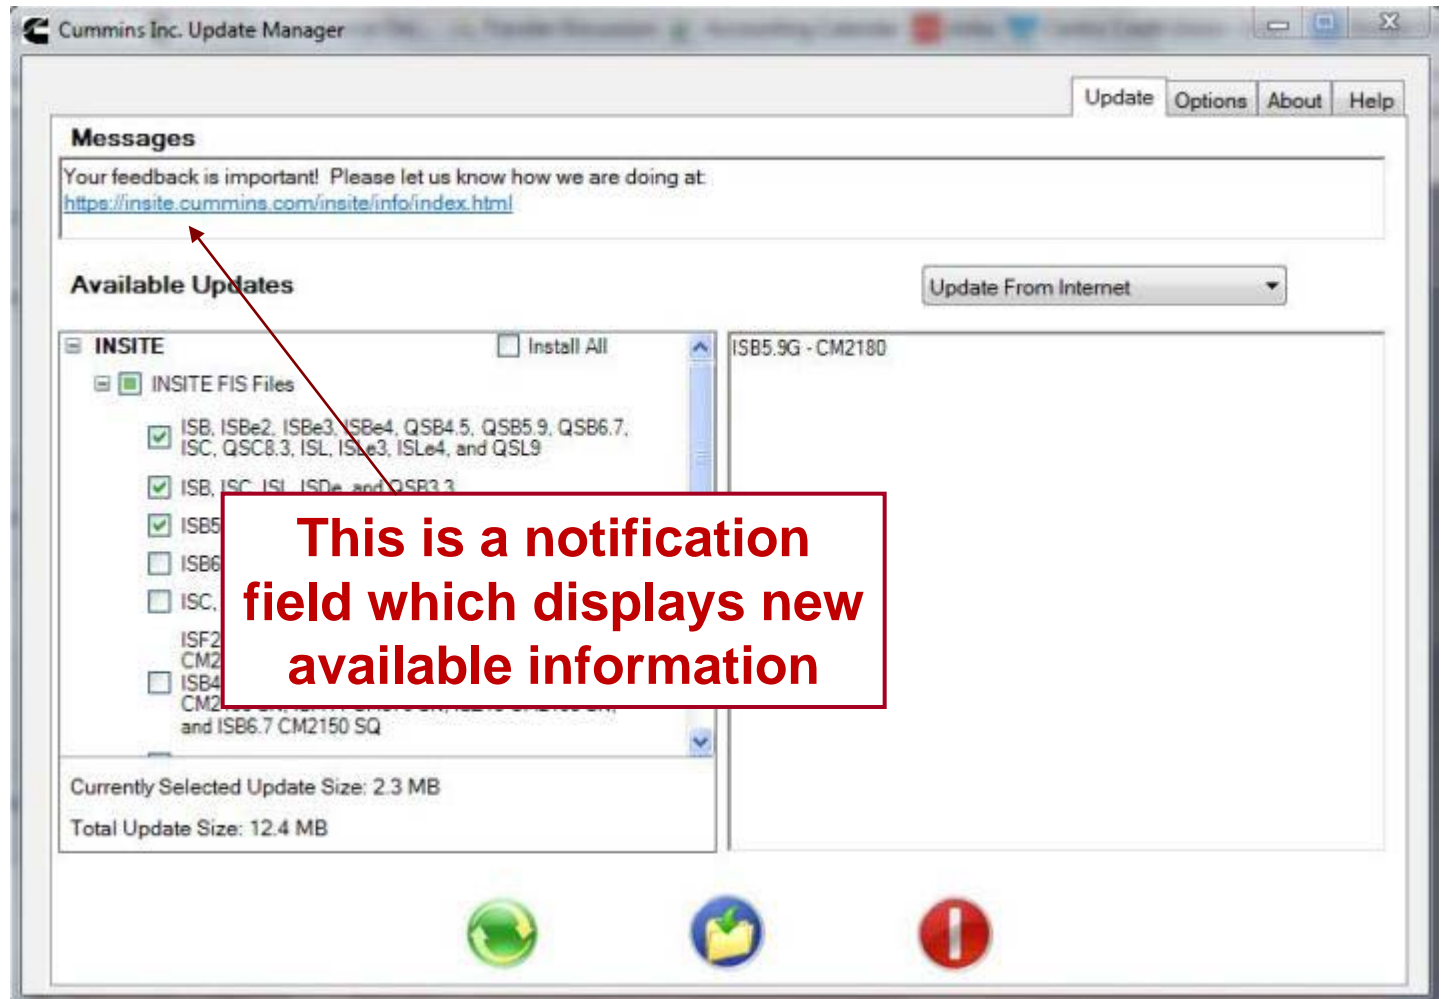 Cummins Inc. Update Manager
Update Options About Help
Messages
Your feedback is important! Please let us know how we are doing at:
https://insite.cummins.com/insite/info/index.html
Available Updates
Update From Internet
INSITE
Install All
INSITE FIS Files
ISB, ISBe2, ISBe3, ISBe4, QSB4.5, QSB5.9, QSB6.7,
ISC, QSC8.3, ISL, ISLe3, ISLe4, and QSL9
ISB, ISC, ISL, ISDe, and QSB3.3
ISB5
ISB6
ISC,
ISF2
CM2
ISB4
and ISB6.7 CM2150 SQ
ISB5.9G - CM2180
This is a notification
field which displays new
available information
Currently Selected Update Size: 2.3 MB
Total Update Size: 12.4 MB